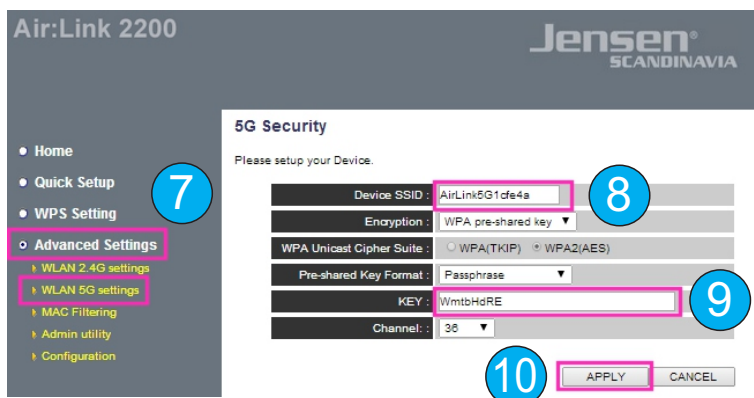 Air:Link 2200
Jensen®
SCANDINAVIA
Home
Quick Setup
WPS Setting
Advanced Settings
WLAN 2.4G settings
WLAN 5G settings
MAC Filtering
Admin utility
Configuration
7
5G Security
Please setup your Device.
Device SSID : AirLink5G1cfe4a
8
Encryption : WPA pre-shared key ▼
WPA Unicast Cipher Suite : WPA(TKIP) WPA2(AES)
Pre-shared Key Format : Passphrase ▼
KEY : WmtbHdRE
9
Channel: : 36 ▼
10
APPLY CANCEL